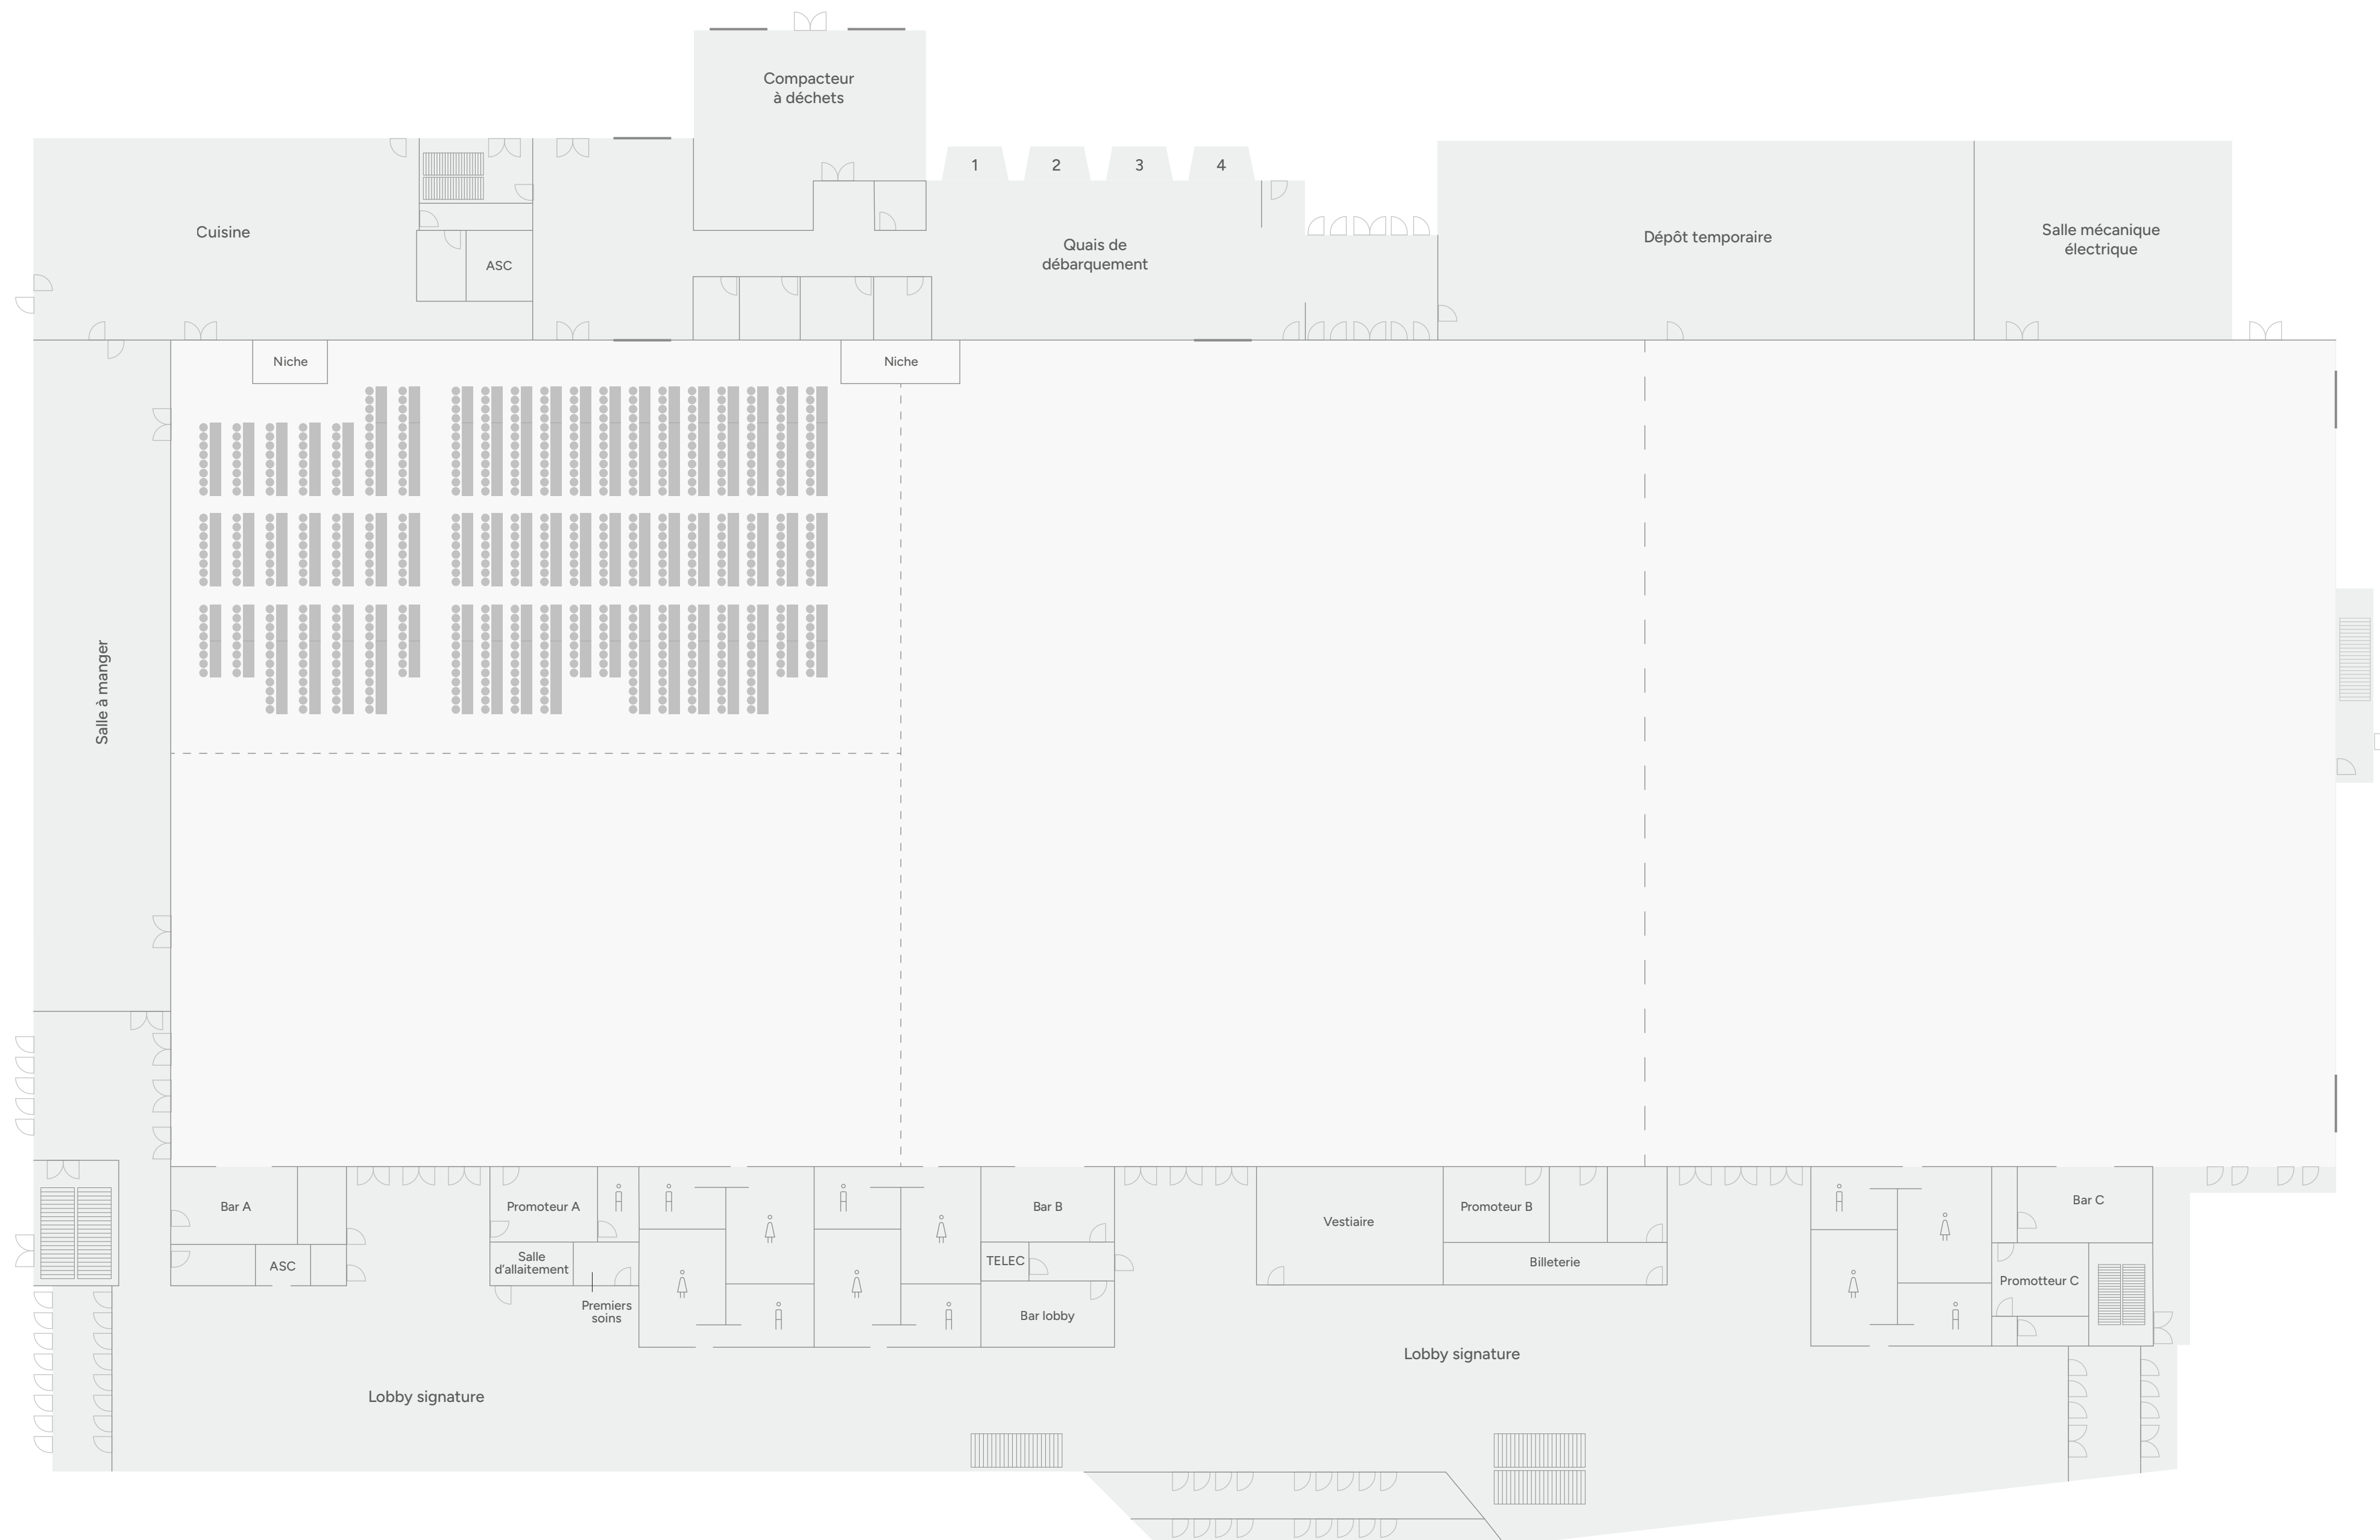 Compacteur
à déchets
1
2
3
4
Cuisine
ASC
Quais de
débarquement
Dépôt temporaire
Salle mécanique
électrique
Niche
Niche
Salle à manger
Bar A
ASC
Promoteur A
Salle
d'allaitement
Premiers
soins
Bar B
TELEC
Bar lobby
Vestiaire
Promoteur B
Billeterie
Bar C
Promotteur C
Lobby signature
Lobby signature